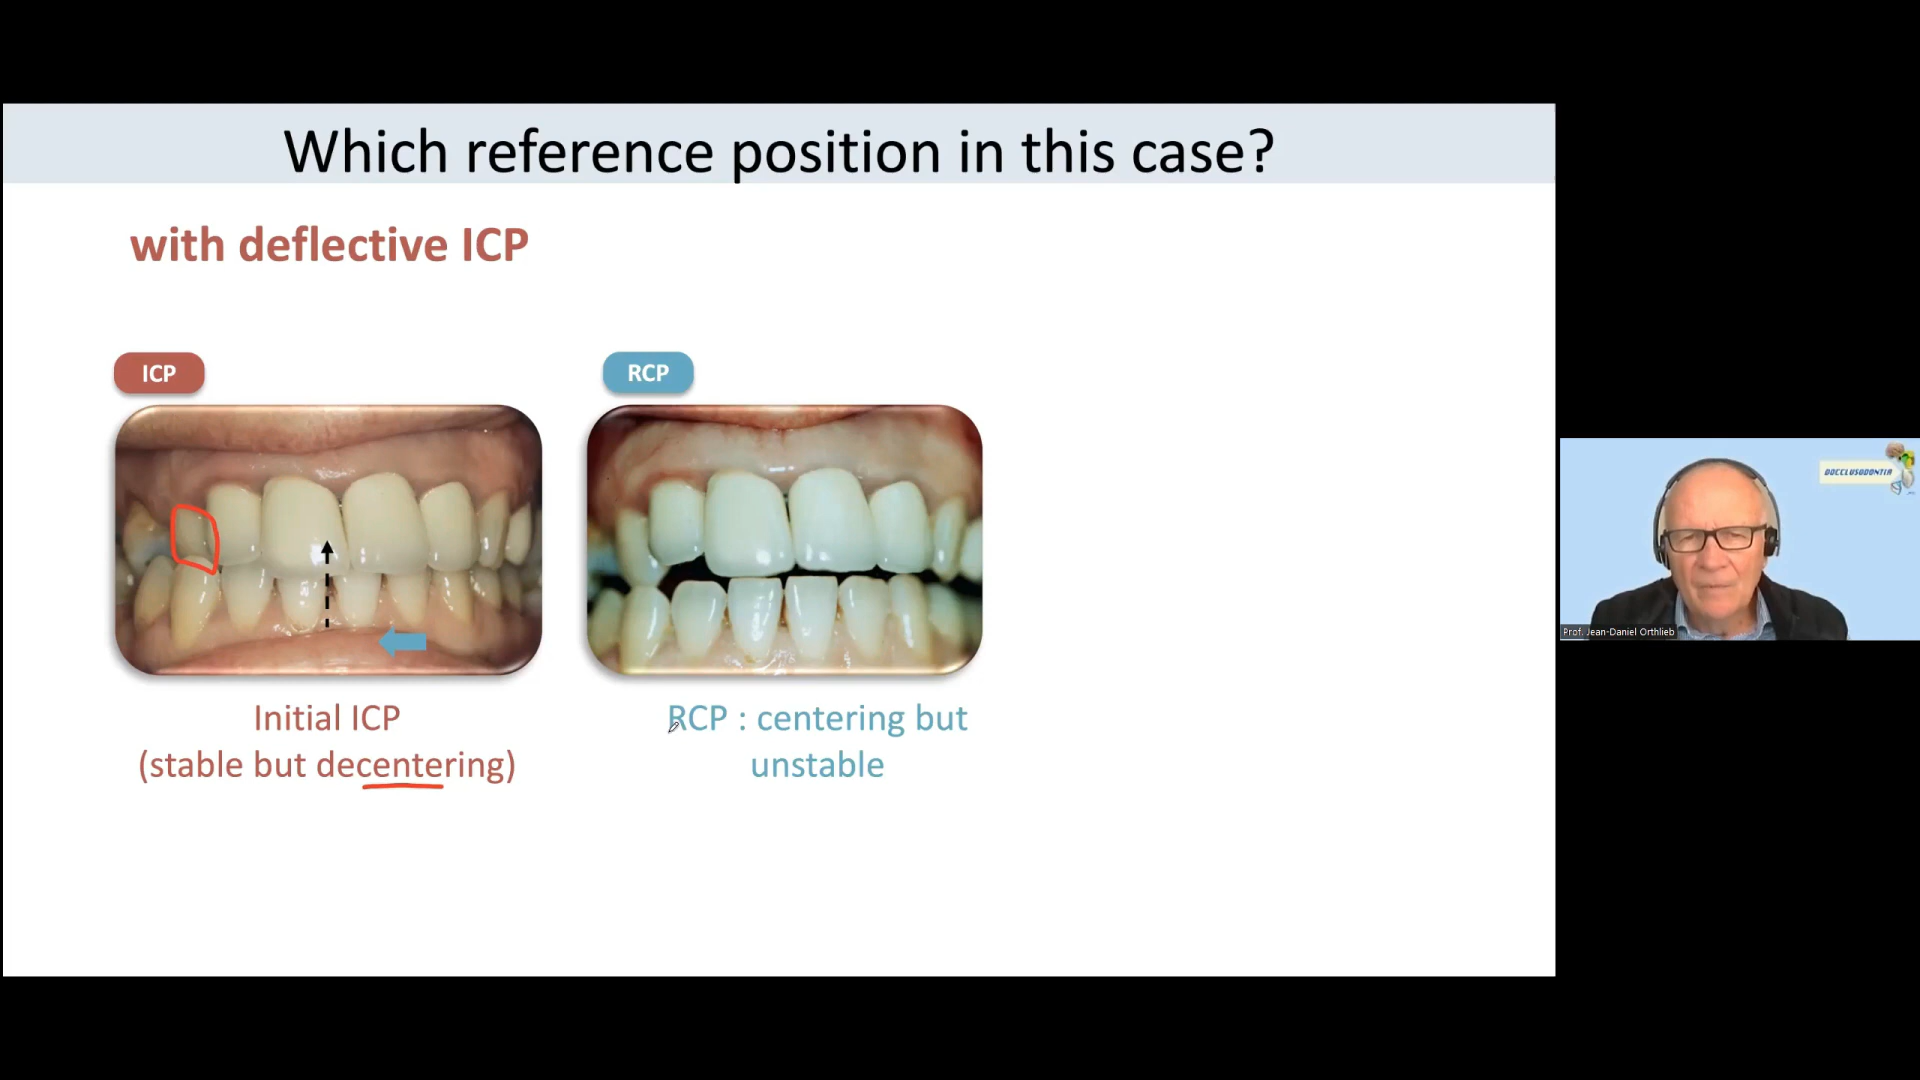 Which reference position in this case?
with deflective ICP
ICP
RCP
Initial ICP
(stable but decentering)
RCP : centering but
unstable
OOCCLUSODONTIA
Prof. Jean-Daniel Orthlieb